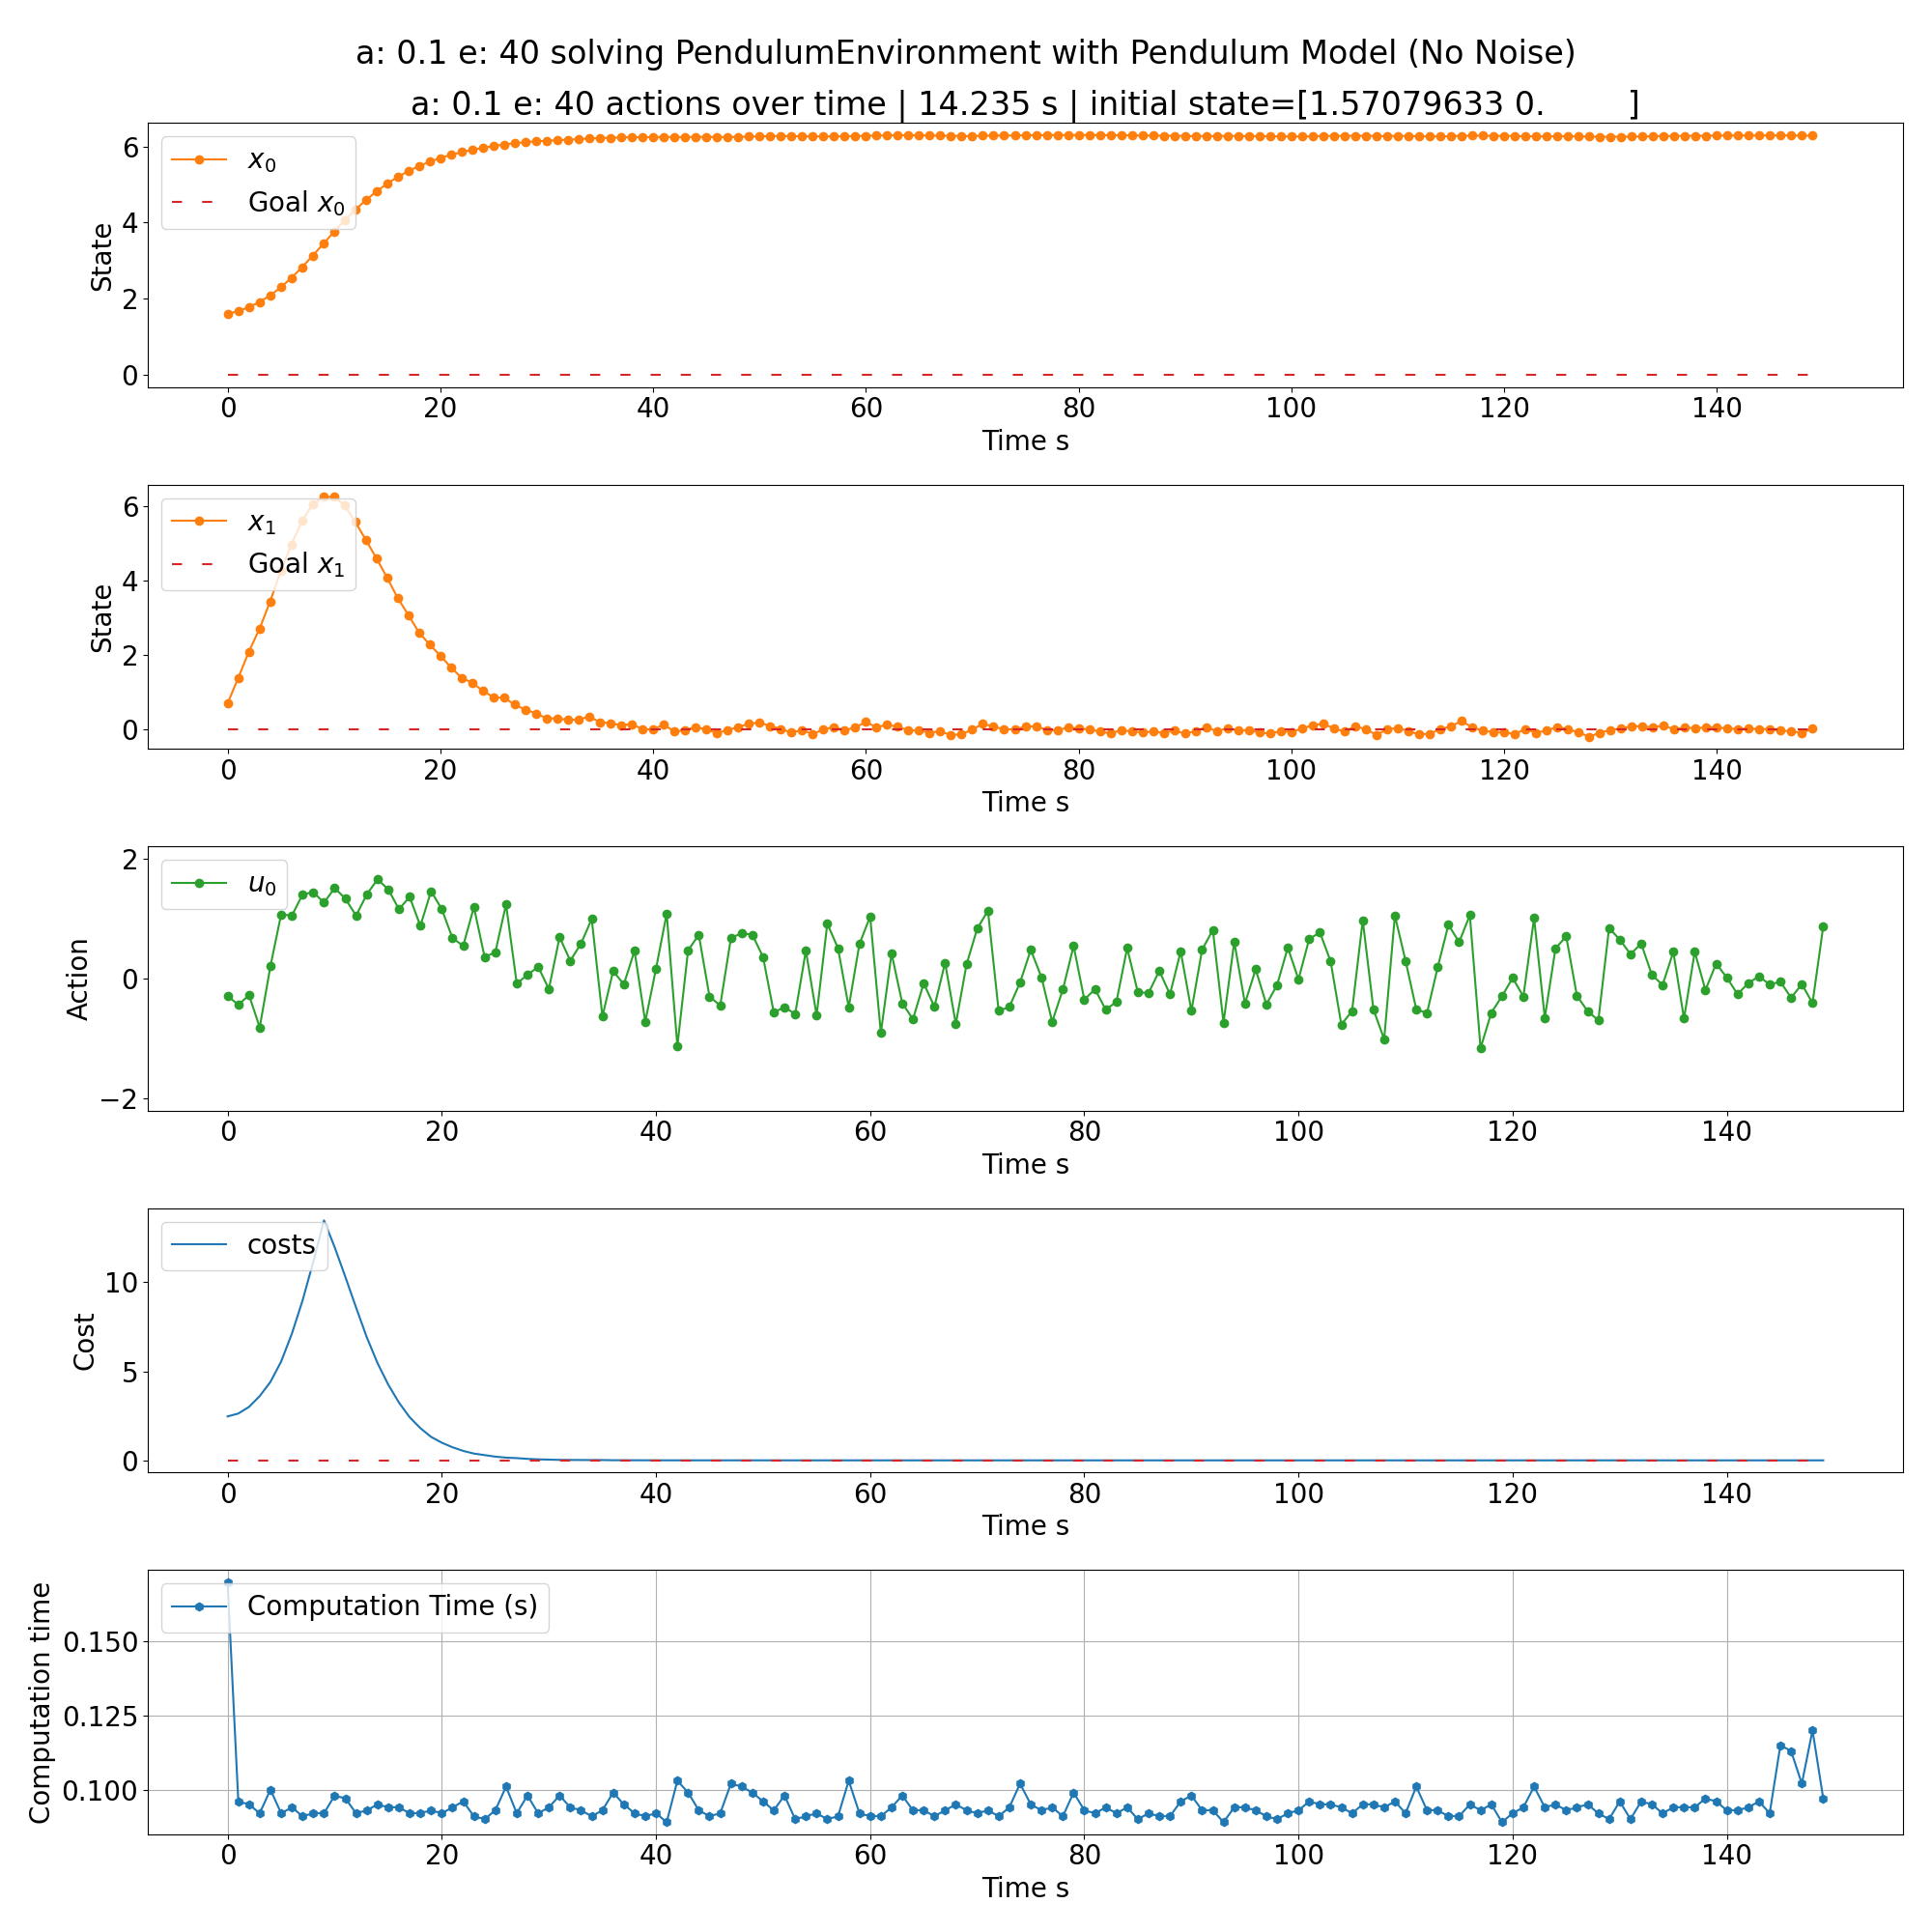 a: 0.1 e: 40 solving PendulumEnvironment with Pendulum Model (No Noise)
a: 0.1 e: 40 actions over time | 14.235 s | initial state=[1.57079633 0.         ]
State
6
4
2
0
x₀
Goal x₀
0 20 40 60 80 100 120 140
Time s
State
6
4
2
0
x₁
Goal x₁
0 20 40 60 80 100 120 140
Time s
Action
2
0
−2
u₀
0 20 40 60 80 100 120 140
Time s
Cost
10
5
0
costs
0 20 40 60 80 100 120 140
Time s
Computation time
0.150
0.125
0.100
Computation Time (s)
0 20 40 60 80 100 120 140
Time s